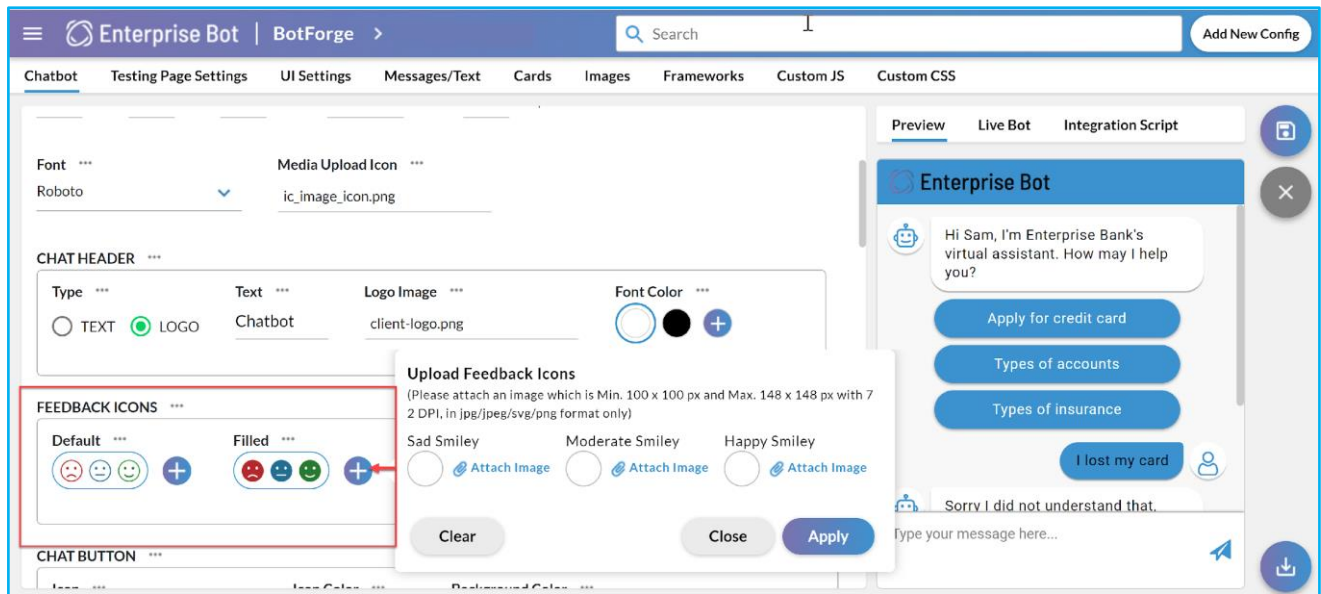 Enterprise Bot | BotForge >
Search
Add New Config
Chatbot Testing Page Settings UI Settings Messages/Text Cards Images Frameworks Custom JS Custom CSS
Font ···
Roboto
Media Upload Icon ···
ic_image_icon.png
CHAT HEADER ···
Type ··· Text ··· Logo Image ··· Font Color ···
TEXT LOGO Chatbot client-logo.png
FEEDBACK ICONS ···
Default ··· Filled ···
CHAT BUTTON ···
Icon ··· Icon Color ··· Background Color ···
Upload Feedback Icons
(Please attach an image which is Min. 100 x 100 px and Max. 148 x 148 px with 7
2 DPI, in jpg/jpeg/svg/png format only)
Sad Smiley Moderate Smiley Happy Smiley
Attach Image Attach Image Attach Image
Clear Close Apply
Preview Live Bot Integration Script
Enterprise Bot
Hi Sam, I'm Enterprise Bank's
virtual assistant. How may I help
you?
Apply for credit card
Types of accounts
Types of insurance
I lost my card
Sorry I did not understand that.
Type your message here...